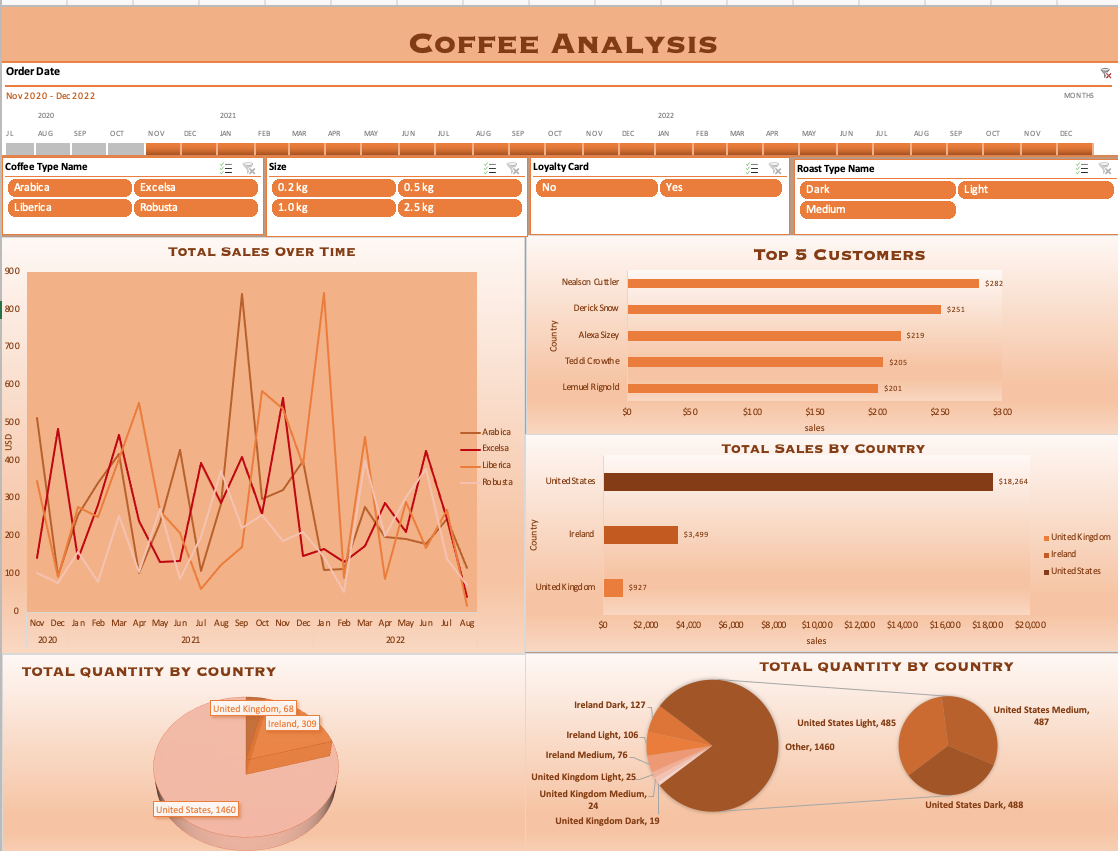 Coffee Analysis
Order Date
Nov 2020 - Dec 2022
MONTHS
2020 2021 2022
JL AUG SEP OCT NOV DEC JAN FEB MAR APR MAY JUN JUL AUG SEP OCT NOV DEC JAN FEB MAR APR MAY JUN JUL AUG SEP OCT NOV DEC
Coffee Type Name
Arabica Excelsa
Liberica Robusta
Size
0.2 kg 0.5 kg
1.0 kg 2.5 kg
Loyalty Card
No Yes
Roast Type Name
Dark Light
Medium
Total Sales Over Time
900
800
700
600
500
400
300
200
100
0
USD
Arabica
Excelsa
Liberica
Robusta
Nov Dec Jan Feb Mar Apr May Jun Jul Aug Sep Oct Nov Dec Jan Feb Mar Apr May Jun Jul Aug
2020 2021 2022
Top 5 Customers
Country
Nealson Cuttler $282
Derick Snow $251
Alexa Sizey $219
Teddi Crowthe $205
Lemuel Rignold $201
$0 $50 $100 $150 $200 $250 $300
sales
Total Sales By Country
Country
United States $18,264
Ireland $3,499
United Kingdom $927
$0 $2,000 $4,000 $6,000 $8,000 $10,000 $12,000 $14,000 $16,000 $18,000 $20,000
sales
United Kingdom
Ireland
United States
TOTAL QUANTITY BY COUNTRY
United Kingdom, 68
Ireland, 309
United States, 1460
TOTAL QUANTITY BY COUNTRY
Ireland Dark, 127
Ireland Light, 106
Ireland Medium, 76
United Kingdom Light, 25
United Kingdom Medium,
24
United Kingdom Dark, 19
Other, 1460
United States Light, 485
United States Medium,
487
United States Dark, 488